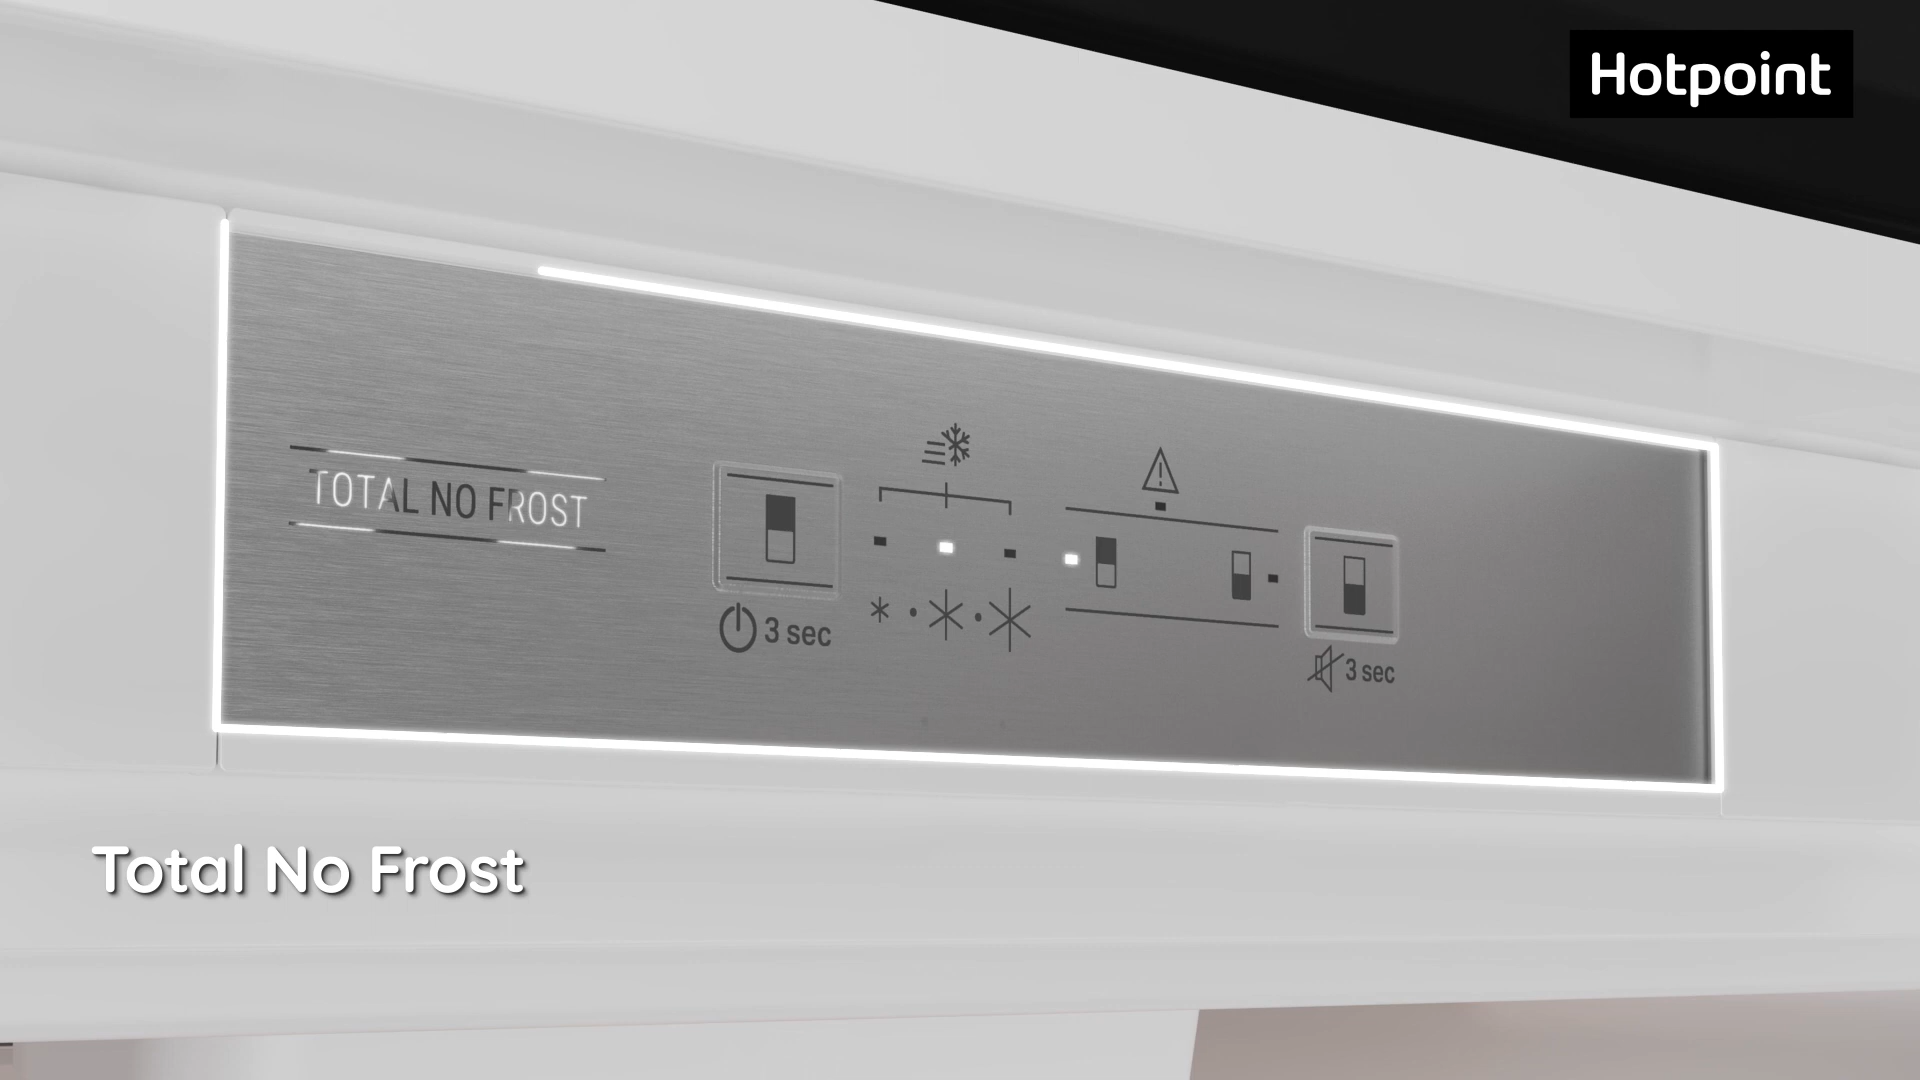 Hotpoint
TOTAL NO FROST
3 sec
3 sec
Total No Frost